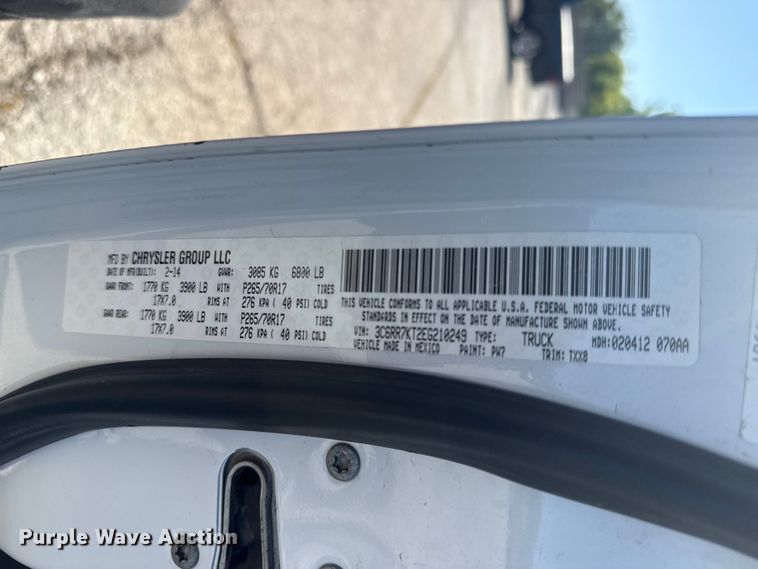 MFD BY CHRYSLER GROUP LLC
DATE OF MFR(BUILT): 2-14 GVWR: 3085 KG 6800 LB
GAWR FRONT: 1770 KG 3900 LB WITH P265/70R17 TIRES
17X7.0 RIMS AT 276 KPA ( 40 PSI) COLD
GAWR REAR: 1770 KG 3900 LB WITH P265/70R17 TIRES
17X7.0 RIMS AT 276 KPA ( 40 PSI) COLD
THIS VEHICLE CONFORMS TO ALL APPLICABLE U.S.A. FEDERAL MOTOR VEHICLE SAFETY
STANDARDS IN EFFECT ON THE DATE OF MANUFACTURE SHOWN ABOVE.
VIN: 3C6RR7KT2EG210249 TYPE: TRUCK MDH:020412 070AA
VEHICLE MADE IN MEXICO PAINT: PW7 TRIM: TXX8
Purple Wave Auction